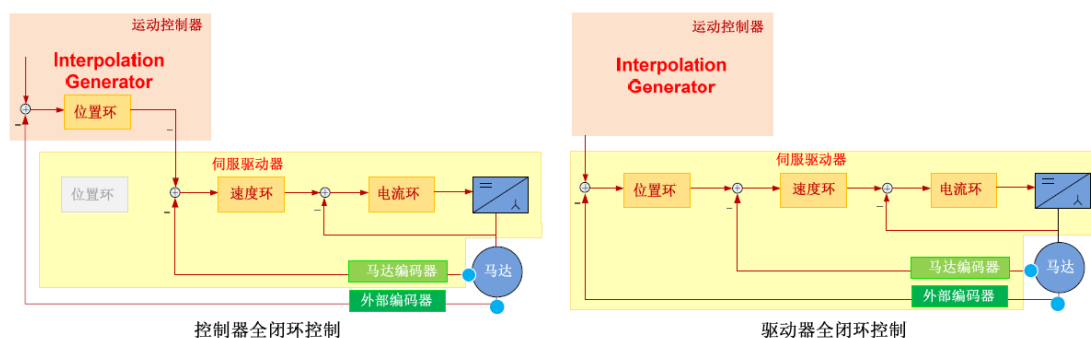 运动控制器
Interpolation
Generator
位置环
伺服驱动器
位置环
速度环
电流环
马达编码器
马达
外部编码器
控制器全闭环控制
运动控制器
Interpolation
Generator
伺服驱动器
位置环
速度环
电流环
马达编码器
马达
外部编码器
驱动器全闭环控制